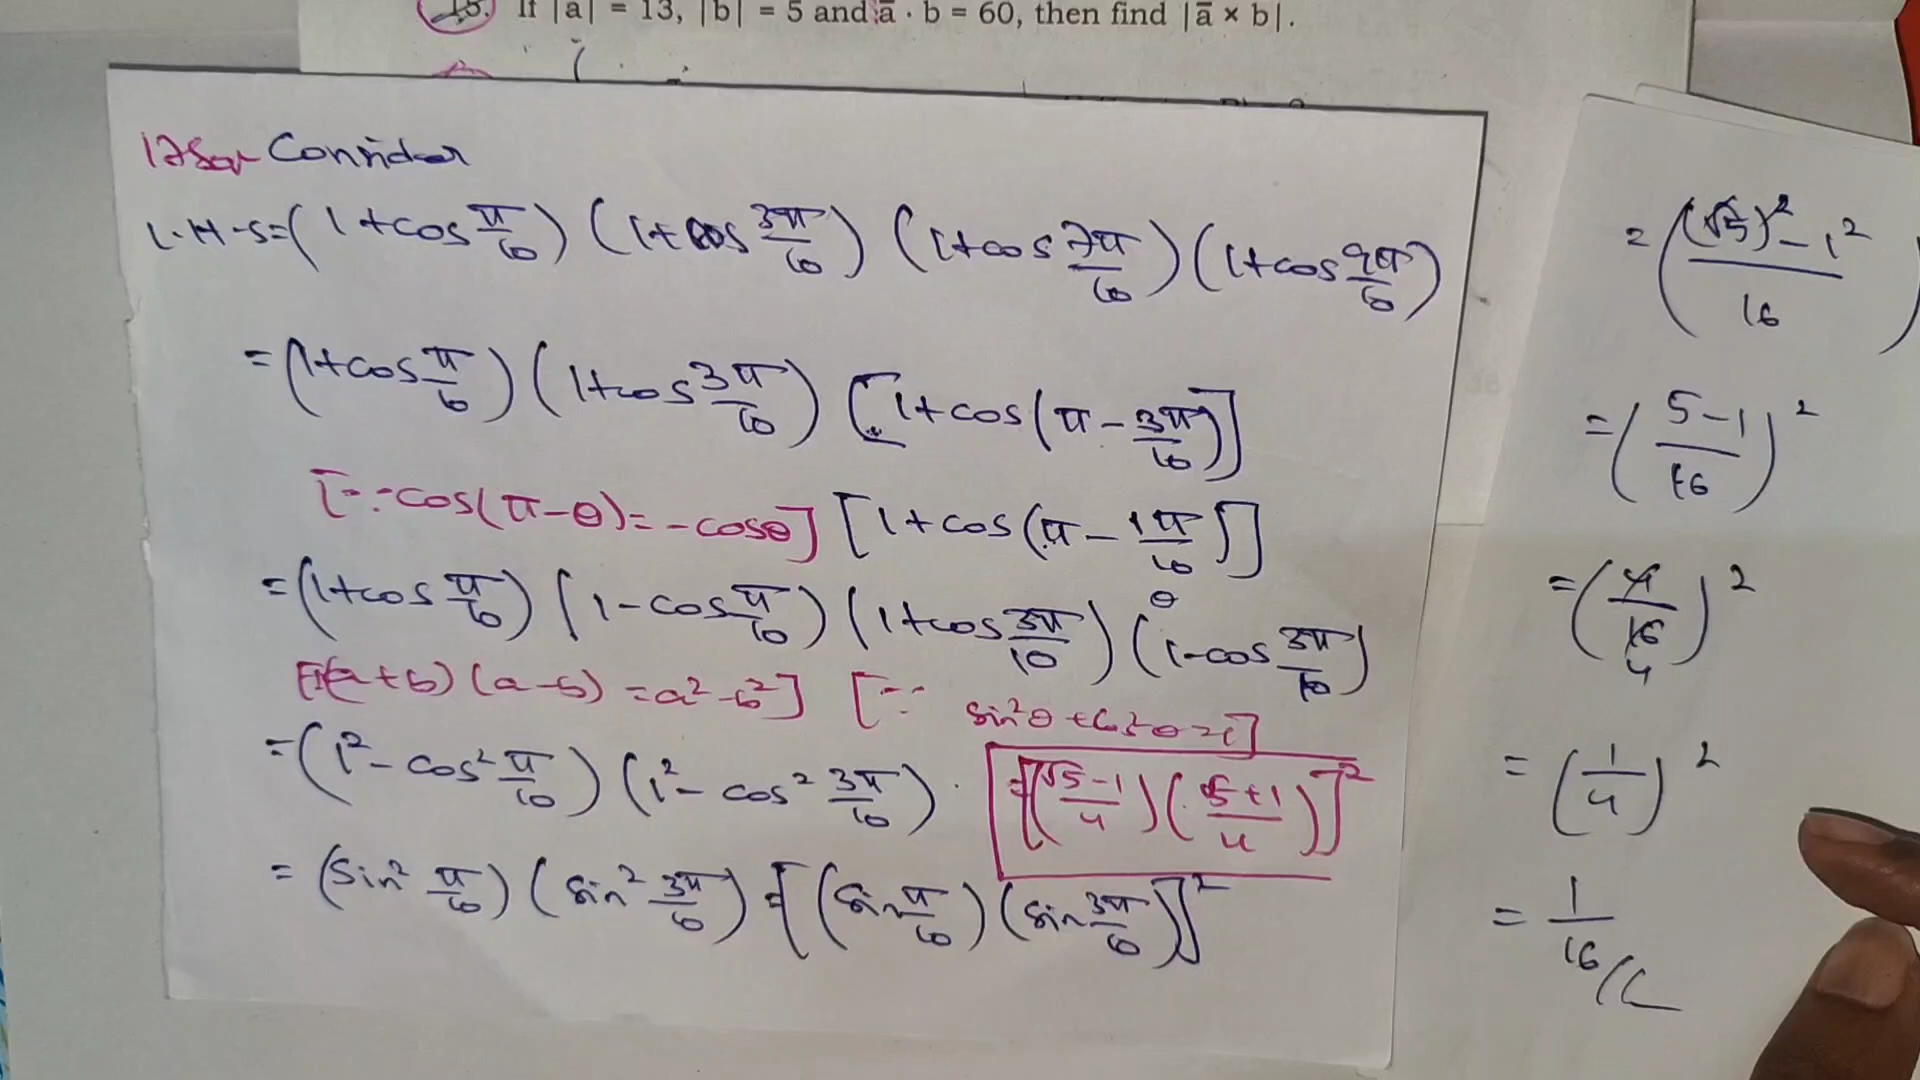 15. If |a| = 13, |b| = 5 and a̅ · b = 60, then find |a̅ × b|.
17 Sol Consider
L.H.S=(1+cos π/10)(1+cos 3π/10)(1+cos 7π/10)(1+cos 9π/10)
=(1+cos π/10)(1+cos 3π/10)[1+cos(π-3π/10)]
[∵cos(π-θ)=-cosθ][1+cos(π-1π/10)]
θ
=(1+cos π/10)(1-cos π/10)(1+cos 3π/10)(1-cos 3π/10)
[∵(a+b)(a-b)=a²-b²] [∵ sin²θ+cos²θ=1]
=(1²-cos² π/10)(1²-cos² 3π/10).
=[(√5-1/4)(√5+1/4)]²
=(sin² π/10)(sin² 3π/10)=[(sin π/10)(sin 3π/10)]²
=((√5)²-1²/16)
=(5-1/16)²
=(4/16)²
4
=(1/4)²
=1/16//